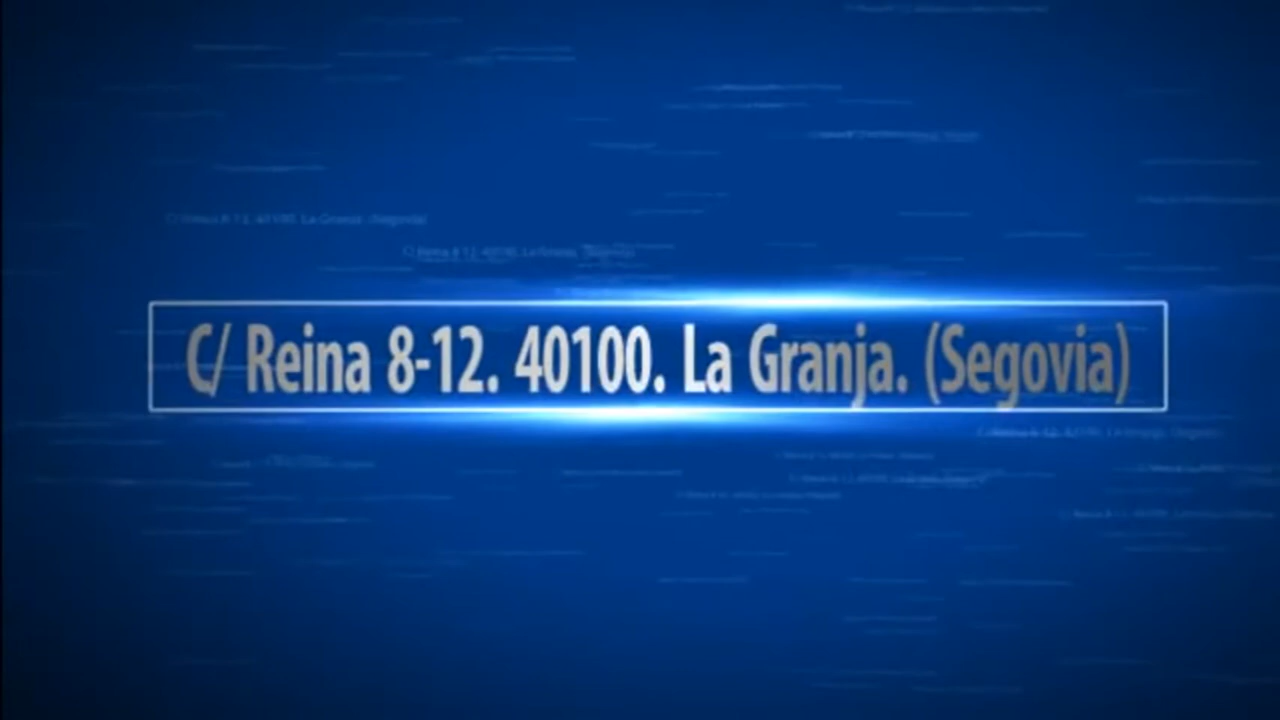 C/ Reina 8-12. 40100. La Granja. (Segovia)